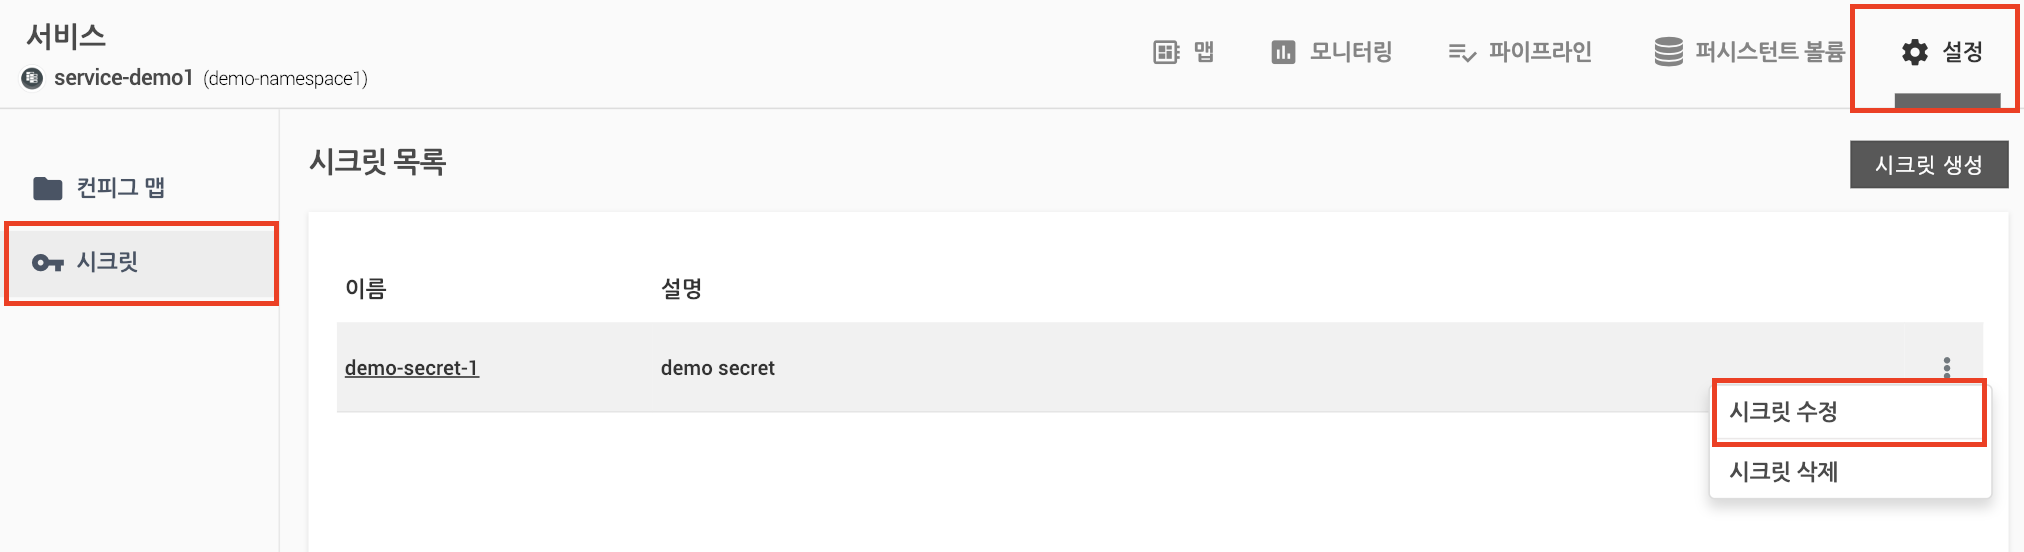 서비스
service-demo1 (demo-namespace1)
맵
모니터링
파이프라인
퍼시스턴트 볼륨
설정
컨피그 맵
시크릿
시크릿 목록
시크릿 생성
이름 설명
demo-secret-1 demo secret
시크릿 수정
시크릿 삭제